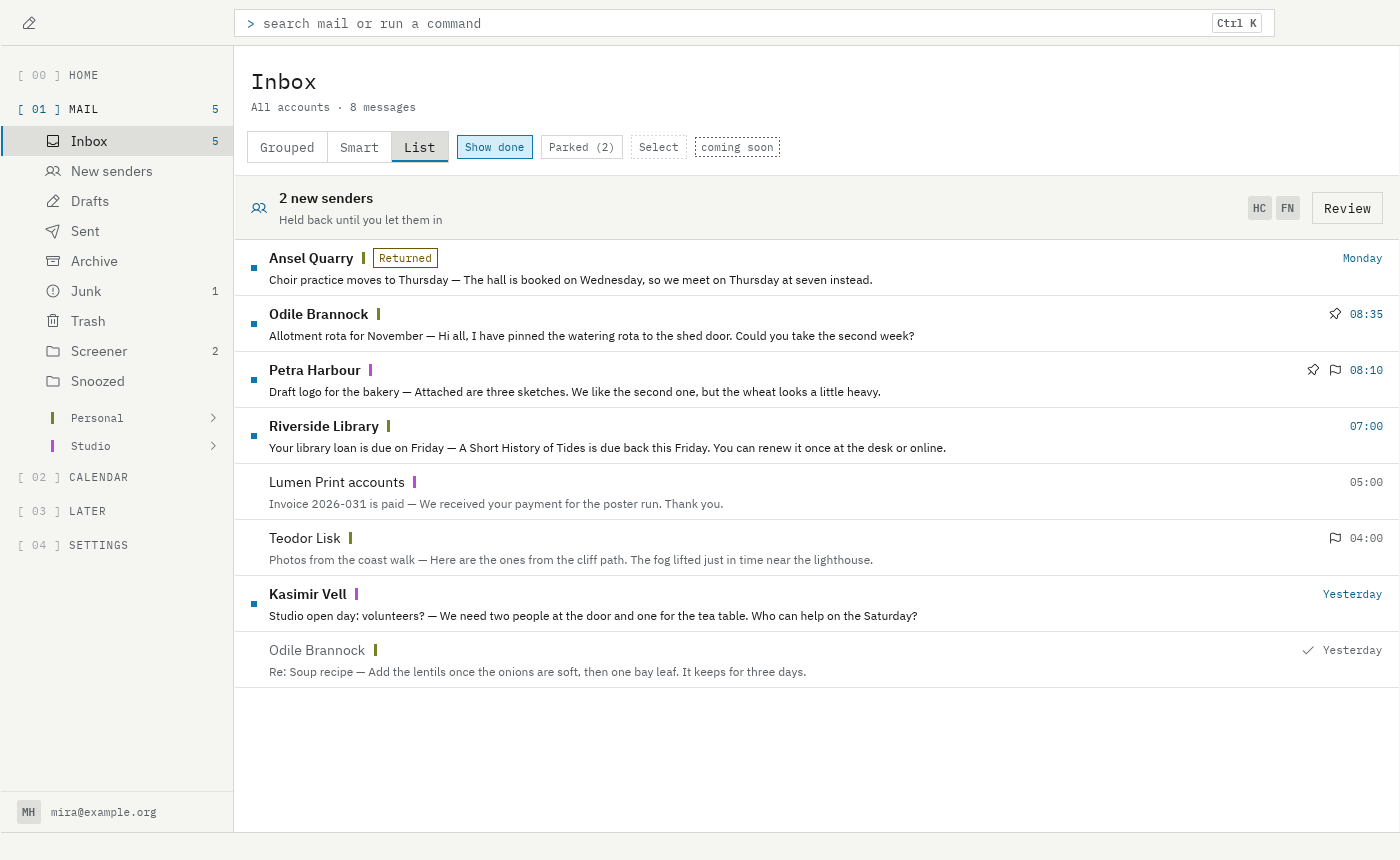 > search mail or run a command Ctrl K
[ 00 ] HOME
[ 01 ] MAIL 5
Inbox 5
New senders
Drafts
Sent
Archive
Junk 1
Trash
Screener 2
Snoozed
Personal
Studio
[ 02 ] CALENDAR
[ 03 ] LATER
[ 04 ] SETTINGS
MH mira@example.org
Inbox
All accounts · 8 messages
Grouped Smart List Show done Parked (2) Select coming soon
2 new senders
Held back until you let them in
HC FN Review
Ansel Quarry Returned Monday
Choir practice moves to Thursday — The hall is booked on Wednesday, so we meet on Thursday at seven instead.
Odile Brannock 08:35
Allotment rota for November — Hi all, I have pinned the watering rota to the shed door. Could you take the second week?
Petra Harbour 08:10
Draft logo for the bakery — Attached are three sketches. We like the second one, but the wheat looks a little heavy.
Riverside Library 07:00
Your library loan is due on Friday — A Short History of Tides is due back this Friday. You can renew it once at the desk or online.
Lumen Print accounts 05:00
Invoice 2026-031 is paid — We received your payment for the poster run. Thank you.
Teodor Lisk 04:00
Photos from the coast walk — Here are the ones from the cliff path. The fog lifted just in time near the lighthouse.
Kasimir Vell Yesterday
Studio open day: volunteers? — We need two people at the door and one for the tea table. Who can help on the Saturday?
Odile Brannock Yesterday
Re: Soup recipe — Add the lentils once the onions are soft, then one bay leaf. It keeps for three days.